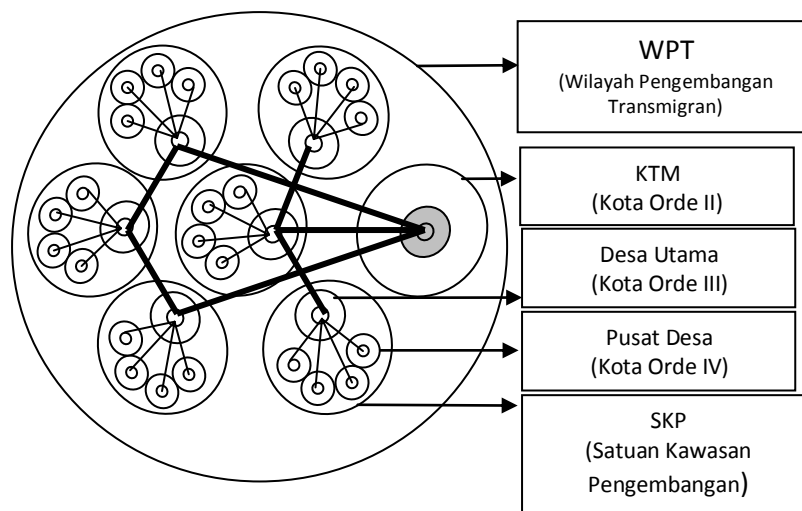 WPT
(Wilayah Pengembangan
Transmigran)
KTM
(Kota Orde II)
Desa Utama
(Kota Orde III)
Pusat Desa
(Kota Orde IV)
SKP
(Satuan Kawasan
Pengembangan)